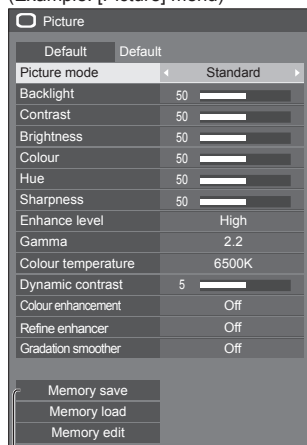 (Example: [Picture] menu)
Picture
Default Default
Picture mode Standard
Backlight 50
Contrast 50
Brightness 50
Colour 50
Hue 50
Sharpness 50
Enhance level High
Gamma 2.2
Colour temperature 6500K
Dynamic contrast 5
Colour enhancement Off
Refine enhancer Off
Gradation smoother Off
Memory save
Memory load
Memory edit